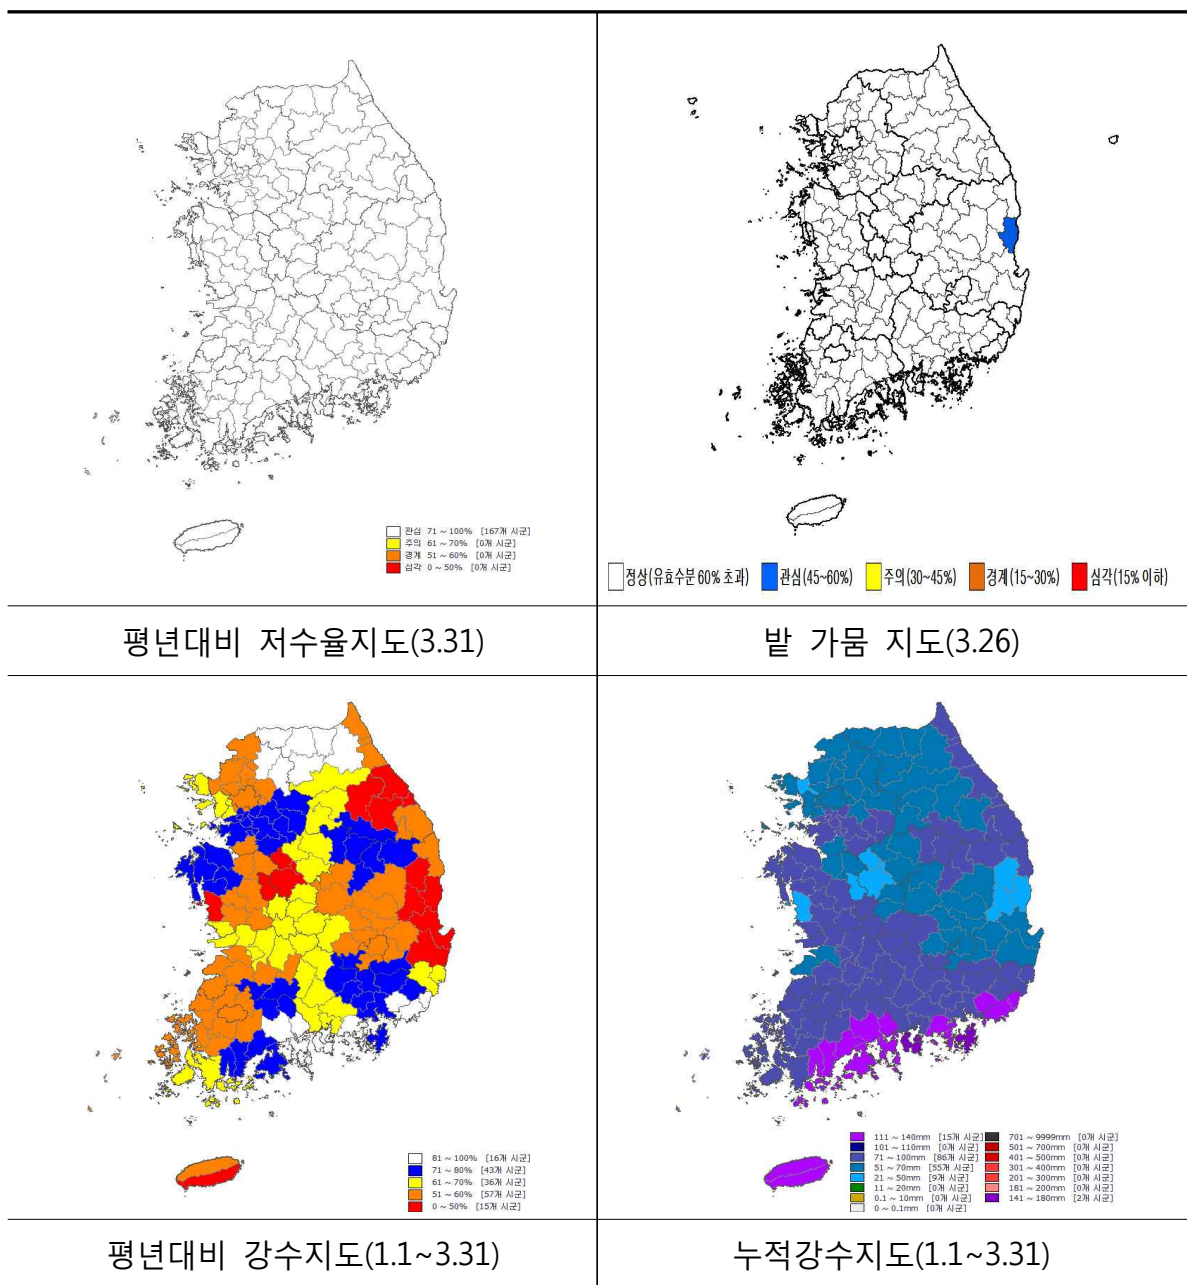 관심 71 ~ 100% [167개 시군]
주의 61 ~ 70% [0개 시군]
경계 51 ~ 60% [0개 시군]
심각 0 ~ 50% [0개 시군]
정상(유효수분 60% 초과) 관심(45~60%) 주의(30~45%) 경계(15~30%) 심각(15% 이하)
평년대비 저수율지도(3.31)
밭 가뭄 지도(3.26)
81 ~ 100% [16개 시군]
71 ~ 80% [43개 시군]
61 ~ 70% [36개 시군]
51 ~ 60% [57개 시군]
0 ~ 50% [15개 시군]
111 ~ 140mm [15개 시군] 701 ~ 9999mm [0개 시군]
101 ~ 110mm [0개 시군] 501 ~ 700mm [0개 시군]
71 ~ 100mm [86개 시군] 401 ~ 500mm [0개 시군]
51 ~ 70mm [55개 시군] 301 ~ 400mm [0개 시군]
21 ~ 50mm [9개 시군] 201 ~ 300mm [0개 시군]
11 ~ 20mm [0개 시군] 181 ~ 200mm [0개 시군]
0.1 ~ 10mm [0개 시군] 141 ~ 180mm [2개 시군]
0 ~ 0.1mm [0개 시군]
평년대비 강수지도(1.1~3.31)
누적강수지도(1.1~3.31)